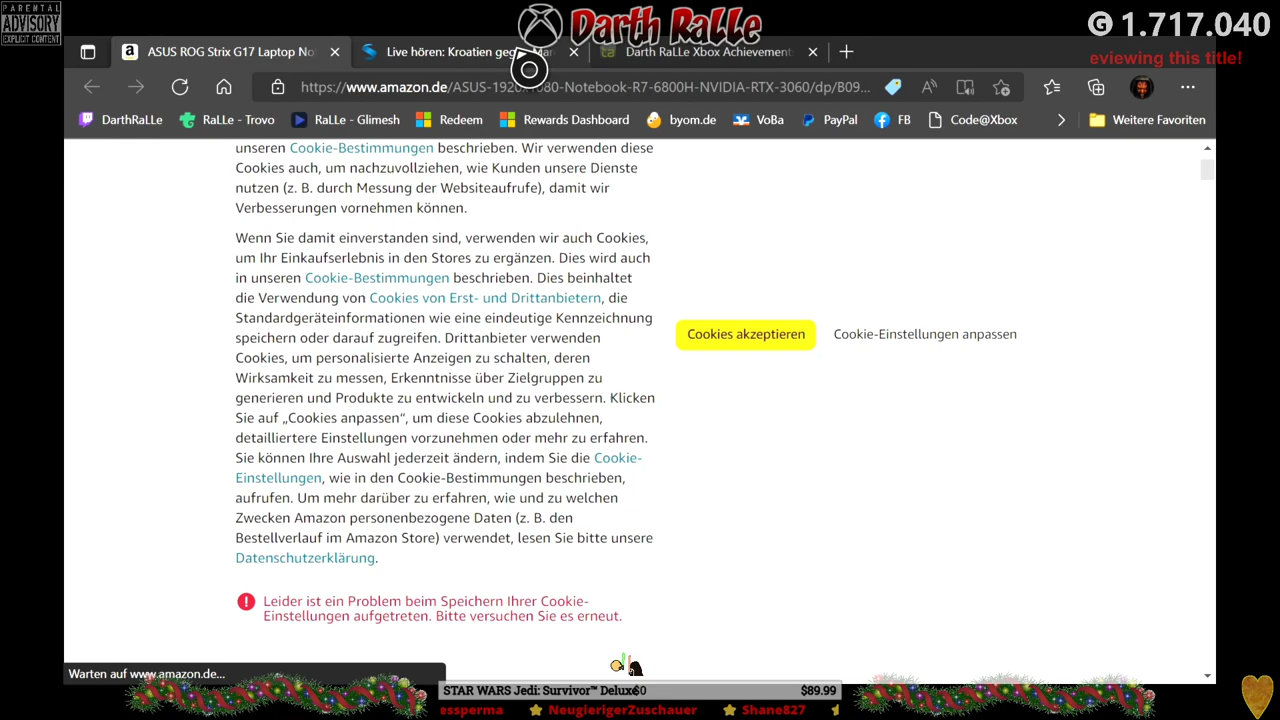 PARENTAL
ADVISORY
EXPLICIT CONTENT
Darth RaLLe
G 1.717.040
eviewing this title!
ASUS ROG Strix G17 Laptop No
Live hören: Kroatien geg
Darth RaLLe Xbox Achievement
https://www.amazon.de/ASUS-192
080-Notebook-R7-6800H-NVIDIA-RTX-3060/dp/B09...
DarthRaLLe
RaLLe - Trovo
RaLLe - Glimesh
Redeem
Rewards Dashboard
byom.de
VoBa
PayPal
FB
Code@Xbox
Weitere Favoriten
unseren Cookie-Bestimmungen beschrieben. Wir verwenden diese
Cookies auch, um nachzuvollziehen, wie Kunden unsere Dienste
nutzen (z. B. durch Messung der Websiteaufrufe), damit wir
Verbesserungen vornehmen können.
Wenn Sie damit einverstanden sind, verwenden wir auch Cookies,
um Ihr Einkaufserlebnis in den Stores zu ergänzen. Dies wird auch
in unseren Cookie-Bestimmungen beschrieben. Dies beinhaltet
die Verwendung von Cookies von Erst- und Drittanbietern, die
Standardgeräteinformationen wie eine eindeutige Kennzeichnung
speichern oder darauf zugreifen. Drittanbieter verwenden
Cookies, um personalisierte Anzeigen zu schalten, deren
Wirksamkeit zu messen, Erkenntnisse über Zielgruppen zu
generieren und Produkte zu entwickeln und zu verbessern. Klicken
Sie auf „Cookies anpassen“, um diese Cookies abzulehnen,
detailliertere Einstellungen vorzunehmen oder mehr zu erfahren.
Sie können Ihre Auswahl jederzeit ändern, indem Sie die Cookie-
Einstellungen, wie in den Cookie-Bestimmungen beschrieben,
aufrufen. Um mehr darüber zu erfahren, wie und zu welchen
Zwecken Amazon personenbezogene Daten (z. B. den
Bestellverlauf im Amazon Store) verwendet, lesen Sie bitte unsere
Datenschutzerklärung.
Cookies akzeptieren
Cookie-Einstellungen anpassen
Leider ist ein Problem beim Speichern Ihrer Cookie-
Einstellungen aufgetreten. Bitte versuchen Sie es erneut.
Warten auf www.amazon.de...
STAR WARS Jedi: Survivor™ Deluxe
$0
$89.99
essperma
NeugierigerZuschauer
Shane827